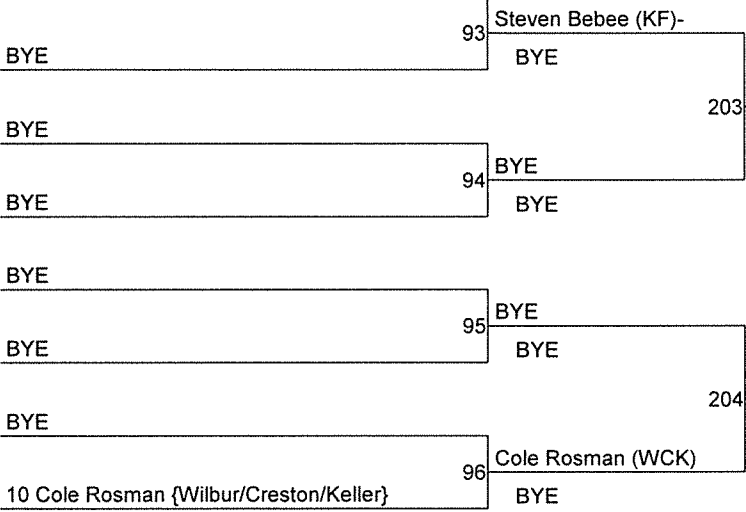 Steven Bebee (KF)-
93
BYE
BYE
203
BYE
BYE
94
BYE
BYE
BYE
BYE
95
BYE
BYE
204
BYE
Cole Rosman (WCK)
96
10 Cole Rosman {Wilbur/Creston/Keller}
BYE